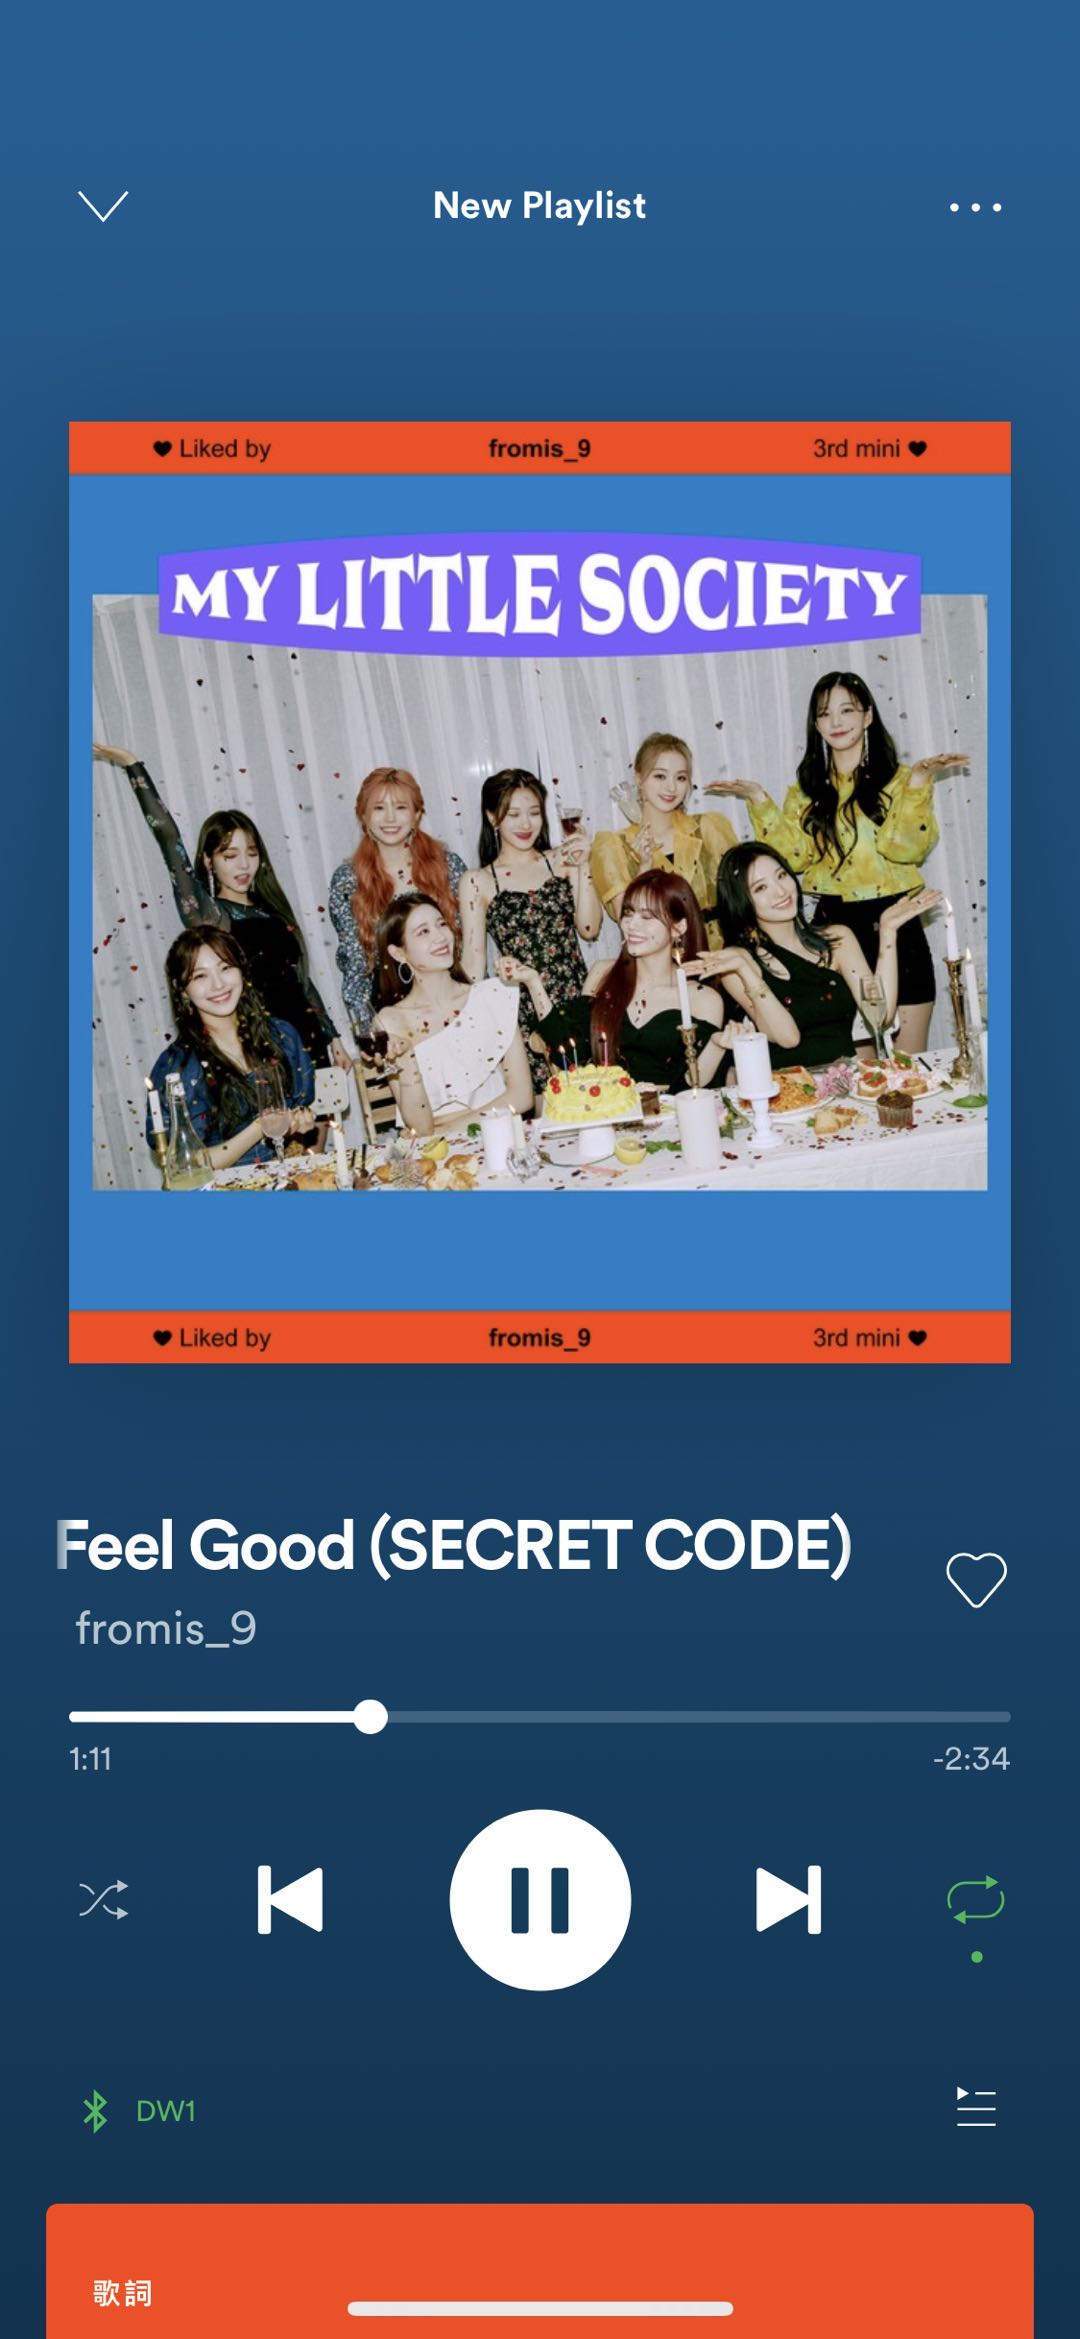 New Playlist
Liked by fromis_9 3rd mini
MY LITTLE SOCIETY
Liked by fromis_9 3rd mini
Feel Good (SECRET CODE)
fromis_9
1:11 -2:34
DW1
歌詞